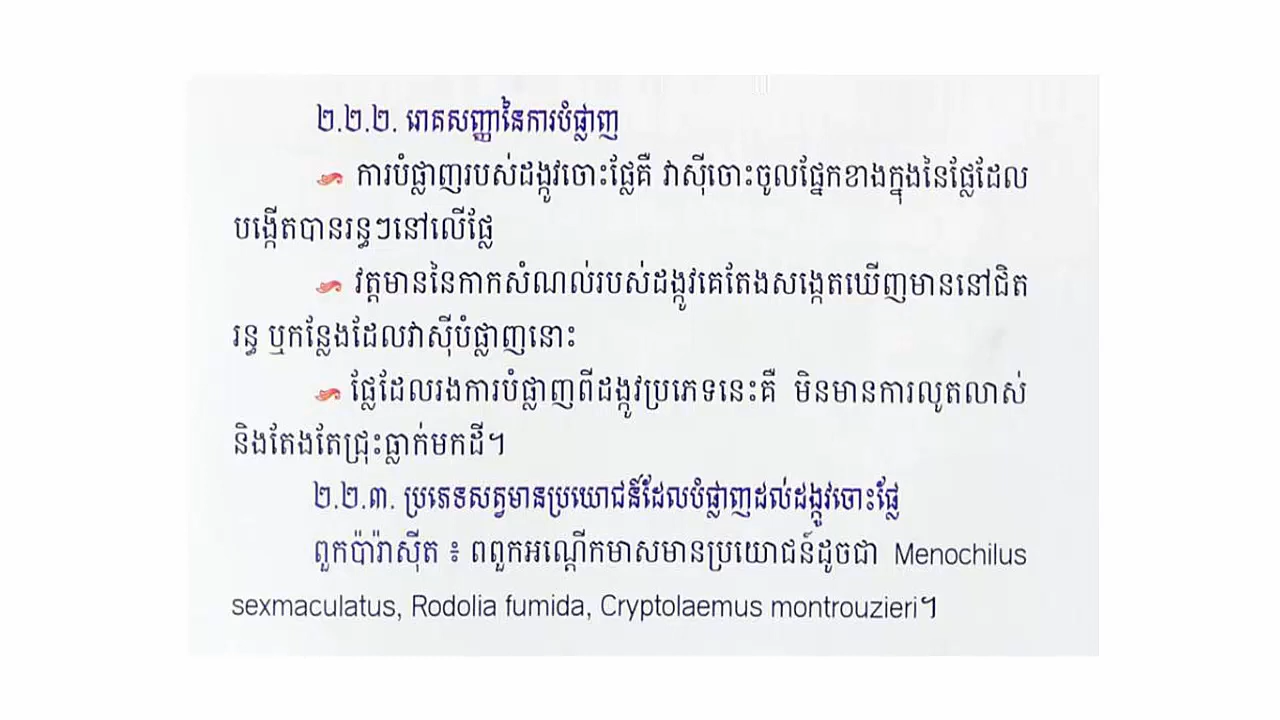 ២.២.២. រោគសញ្ញានៃការបំផ្លាញ
ការបំផ្លាញរបស់ដង្កូវចោះផ្លែគឺ វាស៊ីចោះចូលផ្នែកខាងក្នុងនៃផ្លែដែល
បង្កើតបានរន្ធៗនៅលើផ្លែ
វត្តមាននៃកាកសំណល់របស់ដង្កូវគេតែងសង្កេតឃើញមាននៅជិត
រន្ធ ឬកន្លែងដែលវាស៊ីបំផ្លាញនោះ
ផ្លែដែលរងការបំផ្លាញពីដង្កូវប្រភេទនេះគឺ មិនមានការលូតលាស់
និងតែងតែជ្រុះធ្លាក់មកដី។
២.២.៣. ប្រភេទសត្វមានប្រយោជន៍ដែលបំផ្លាញដល់ដង្កូវចោះផ្លែ
ពួកប៉ារ៉ាស៊ីត ៖ ពពួកអណ្តើកមាសមានប្រយោជន៍ដូចជា Menochilus
sexmaculatus, Rodolia fumida, Cryptolaemus montrouzieri។